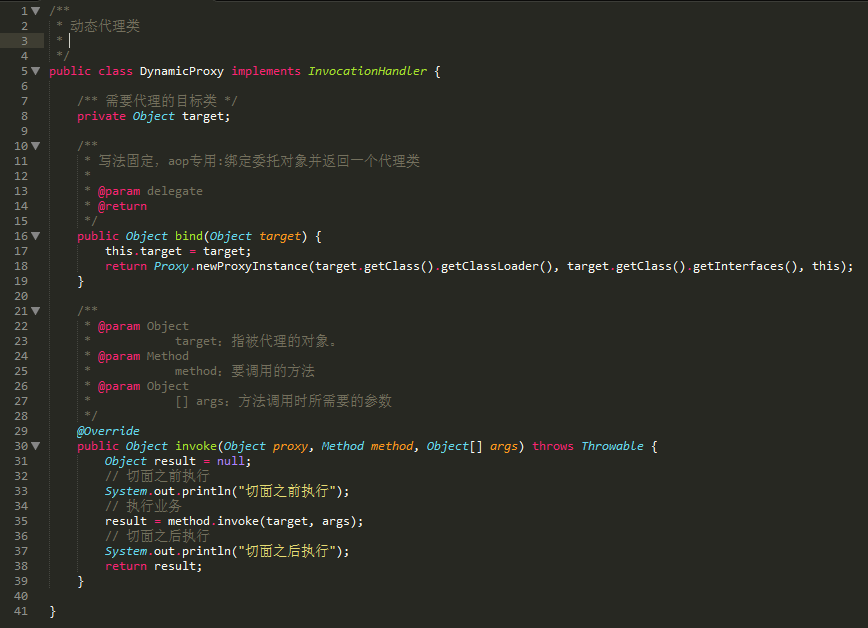 1 /**
2  * 动态代理类
3  *
4  */
5 public class DynamicProxy implements InvocationHandler {
6
7     /** 需要代理的目标类 */
8     private Object target;
9
10     /**
11      * 写法固定，aop专用:绑定委托对象并返回一个代理类
12      *
13      * @param delegate
14      * @return
15      */
16     public Object bind(Object target) {
17         this.target = target;
18         return Proxy.newProxyInstance(target.getClass().getClassLoader(), target.getClass().getInterfaces(), this);
19     }
20
21     /**
22      * @param Object
23      *            target：指被代理的对象。
24      * @param Method
25      *            method：要调用的方法
26      * @param Object
27      *            [] args：方法调用时所需要的参数
28      */
29     @Override
30     public Object invoke(Object proxy, Method method, Object[] args) throws Throwable {
31         Object result = null;
32         // 切面之前执行
33         System.out.println("切面之前执行");
34         // 执行业务
35         result = method.invoke(target, args);
36         // 切面之后执行
37         System.out.println("切面之后执行");
38         return result;
39     }
40
41 }